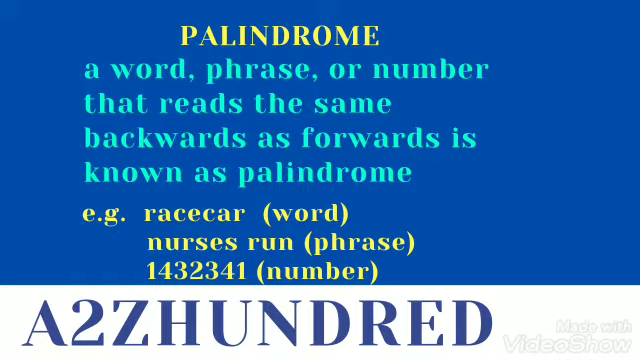 PALINDROME
a word, phrase, or number
that reads the same
backwards as forwards is
known as palindrome
e.g. racecar (word)
nurses run (phrase)
1432341 (number)
A2ZHUNDRED
Made with
VideoShow